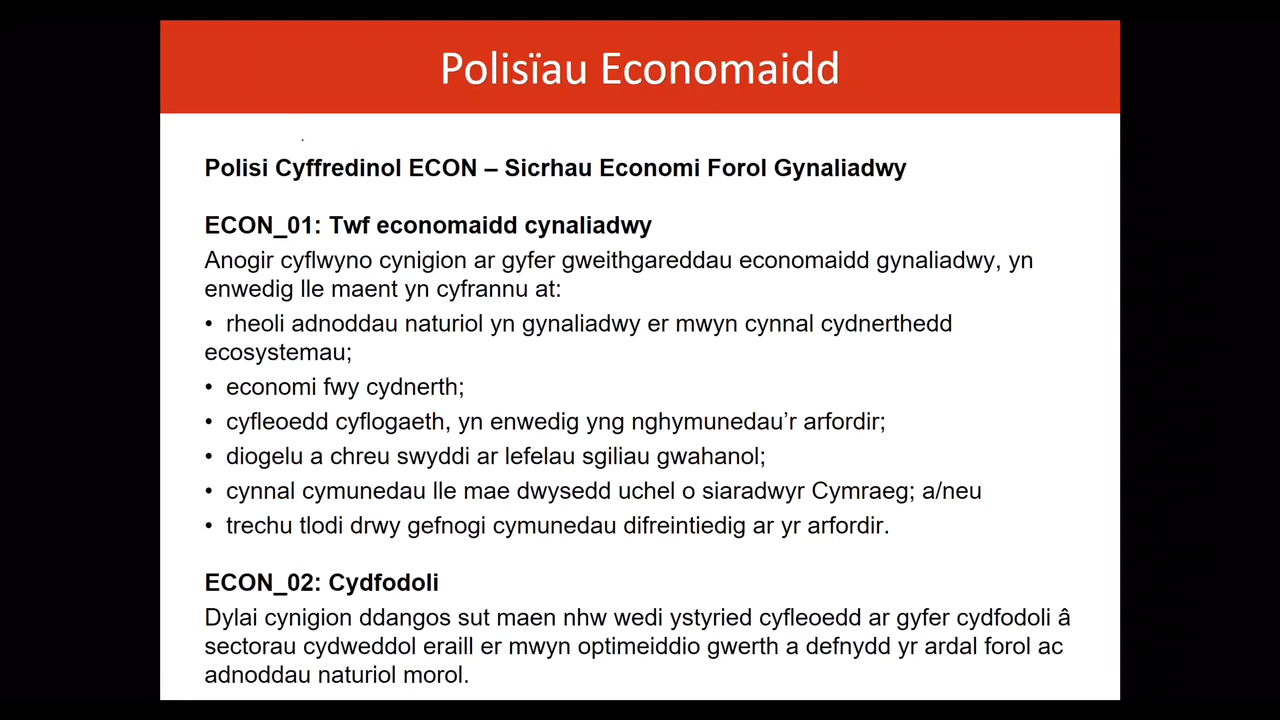 Polisïau Economaidd
Polisi Cyffredinol ECON – Sicrhau Economi Forol Gynaliadwy
ECON_01: Twf economaidd cynaliadwy
Anogir cyflwyno cynigion ar gyfer gweithgareddau economaidd gynaliadwy, yn
enwedig lle maent yn cyfrannu at:
• rheoli adnoddau naturiol yn gynaliadwy er mwyn cynnal cydnerthedd
ecosystemau;
• economi fwy cydnerth;
• cyfleoedd cyflogaeth, yn enwedig yng nghymunedau’r arfordir;
• diogelu a chreu swyddi ar lefelau sgiliau gwahanol;
• cynnal cymunedau lle mae dwysedd uchel o siaradwyr Cymraeg; a/neu
• trechu tlodi drwy gefnogi cymunedau difreintiedig ar yr arfordir.
ECON_02: Cydfodoli
Dylai cynigion ddangos sut maen nhw wedi ystyried cyfleoedd ar gyfer cydfodoli â
sectorau cydweddol eraill er mwyn optimeiddio gwerth a defnydd yr ardal forol ac
adnoddau naturiol morol.